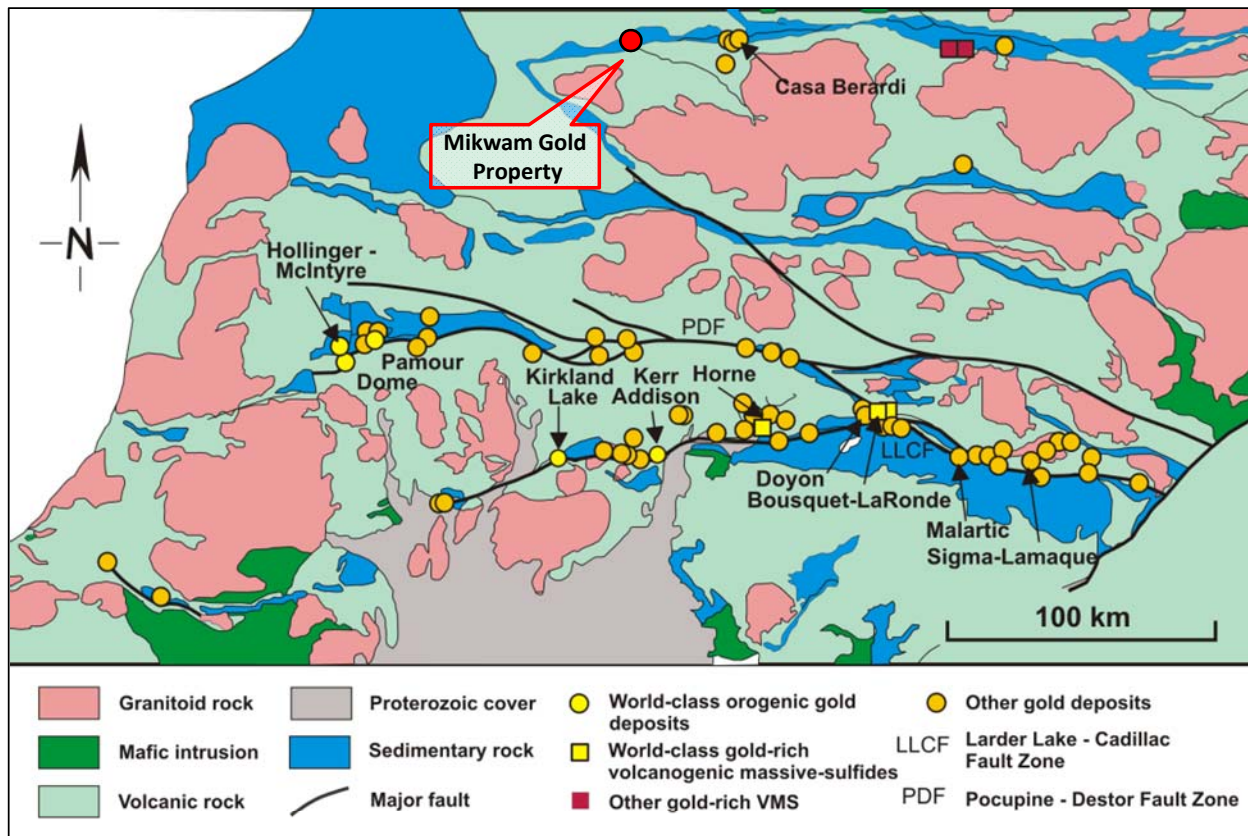 Casa Berardi
Mikwam Gold
Property
N
Hollinger -
McIntyre
PDF
Pamour
Dome
Kirkland
Lake
Kerr
Addison
Horne
LLCF
Doyon
Bousquet-LaRonde
Malartic
Sigma-Lamaque
100 km
Granitoid rock
Mafic intrusion
Volcanic rock
Proterozoic cover
Sedimentary rock
Major fault
World-class orogenic gold
deposits
World-class gold-rich
volcanogenic massive-sulfides
Other gold-rich VMS
Other gold deposits
LLCF Larder Lake - Cadillac
Fault Zone
PDF Pocupine - Destor Fault Zone